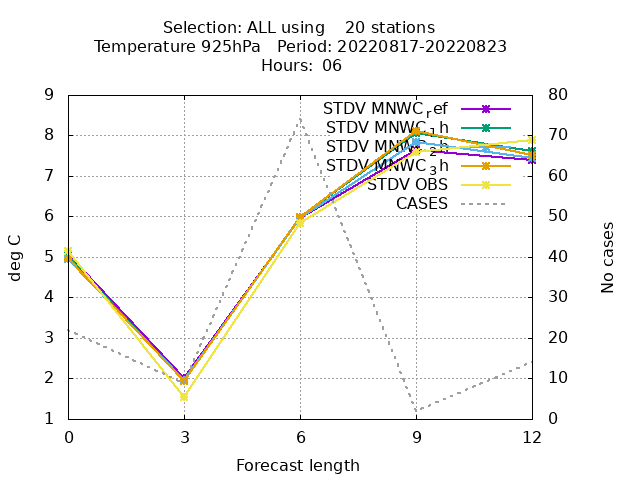 Selection: ALL using    20 stations
Temperature 925hPa   Period: 20220817-20220823
Hours:  06
STDV MNWC_ref
STDV MNWC_1h
STDV MNWC_2h
STDV MNWC_3h
STDV OBS
CASES
deg C
No cases
9
8
7
6
5
4
3
2
1
80
70
60
50
40
30
20
10
0
0
3
6
9
12
Forecast length